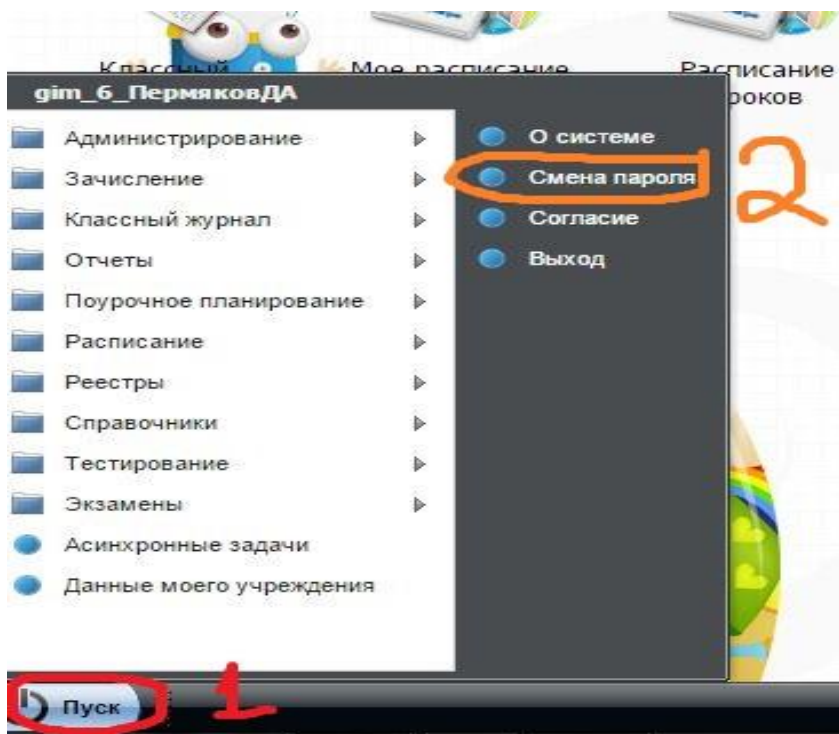 Классный Мое расписание Расписание
уроков
gim_6_ПермяковДА
Администрирование
Зачисление
Классный журнал
Отчеты
Поурочное планирование
Расписание
Реестры
Справочники
Тестирование
Экзамены
Асинхронные задачи
Данные моего учреждения
О системе
Смена пароля
Согласие
Выход
2
Пуск
1